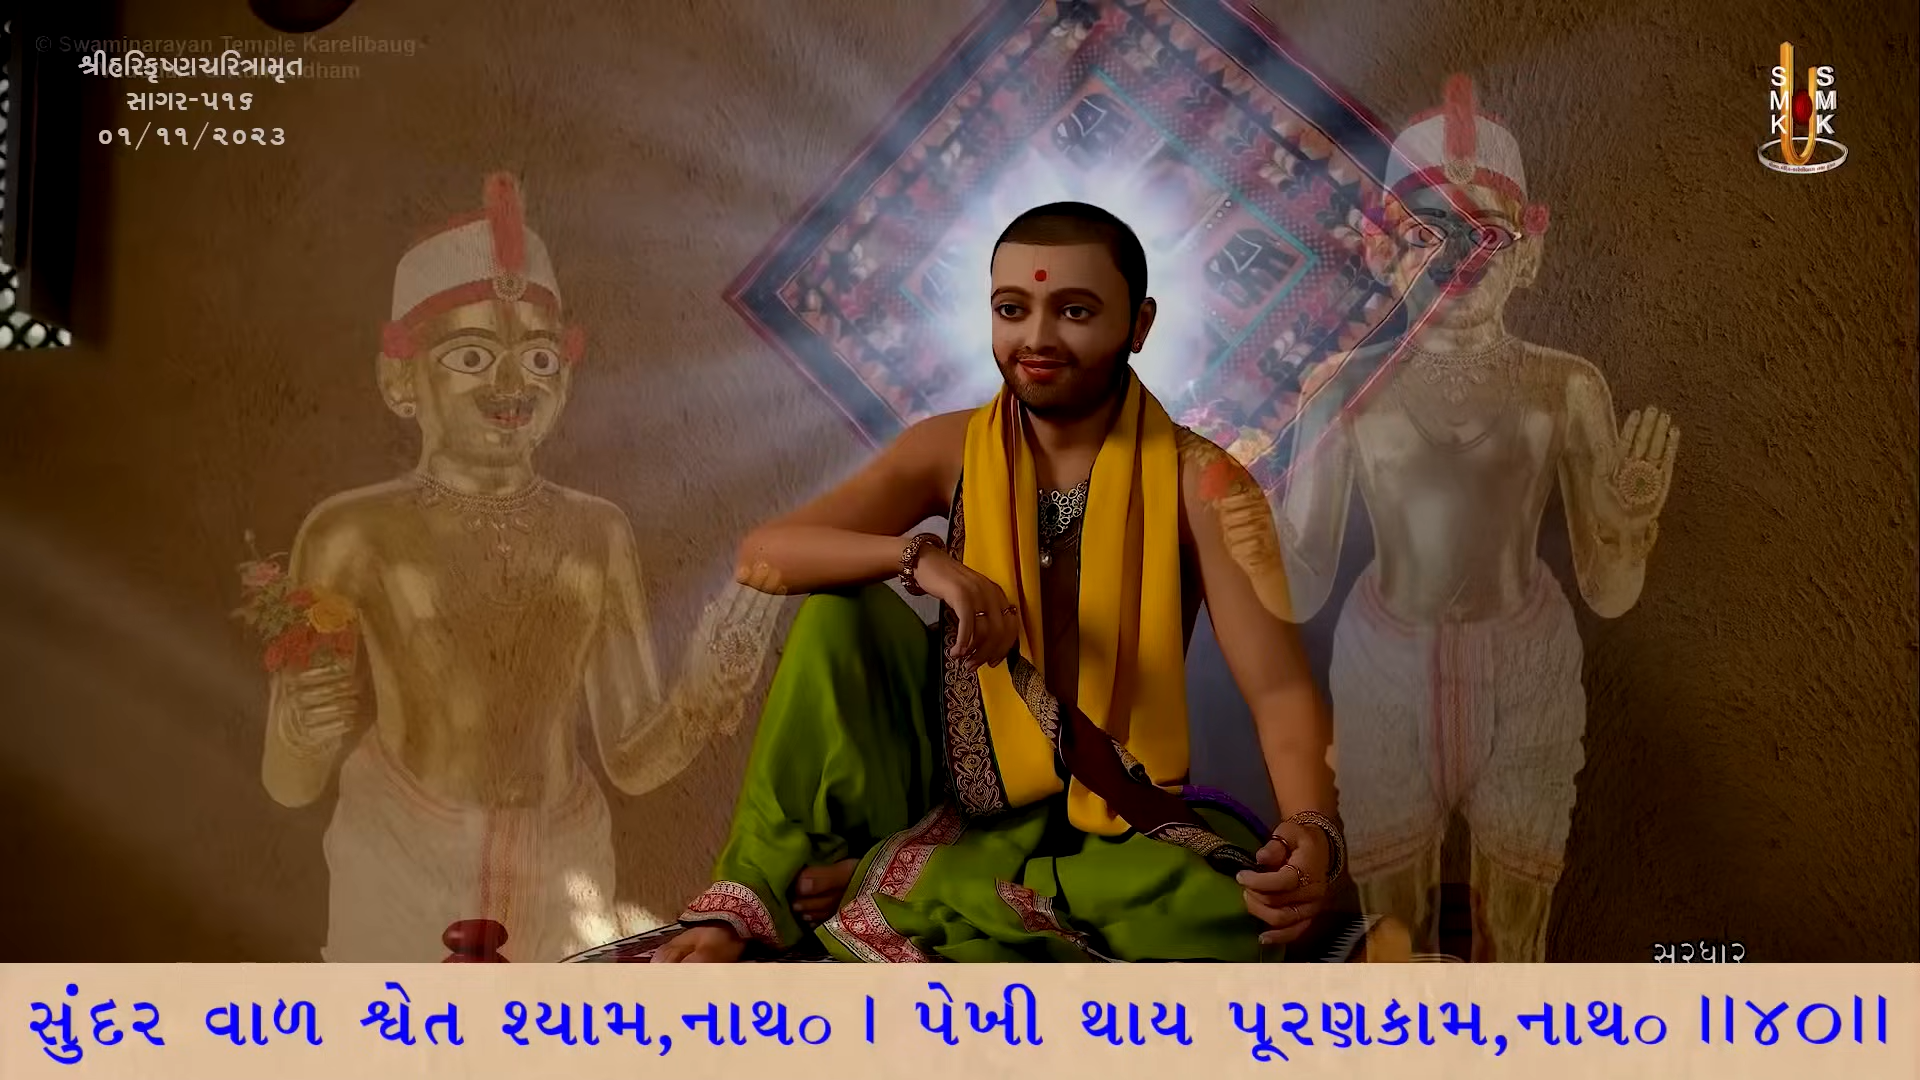 © Swaminarayan Temple Karelibaug-
શ્રીહરિકૃષ્ણચરિત્રામૃત
સાગર-૫૧૬
૦૧/૧૧/૨૦૨૩
S S
M M
K K
સરધાર
સુંદર વાળ શ્વેત શ્યામ,નાથ૦ । પેખી થાય પૂરણકામ,નાથ૦ ।।૪૦।।